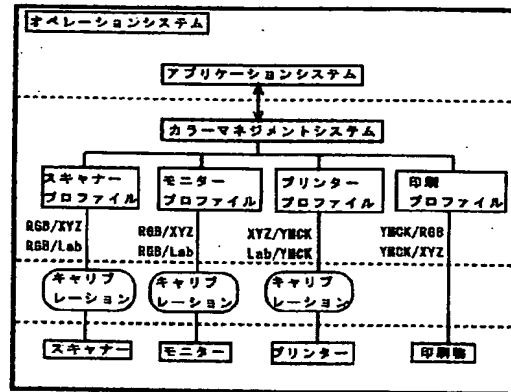 オペレーションシステム
アプリケーションシステム
カラーマネジメントシステム
スキャナー
プロファイル
モニター
プロファイル
プリンター
プロファイル
印刷
プロファイル
RGB/XYZ
RGB/Lab
RGB/XYZ
RGB/Lab
XYZ/YMCK
Lab/YMCK
YMCK/RGB
YMCK/XYZ
キャリブ
レーション
キャリブ
レーション
キャリブ
レーション
スキャナー
モニター
プリンター
印刷物